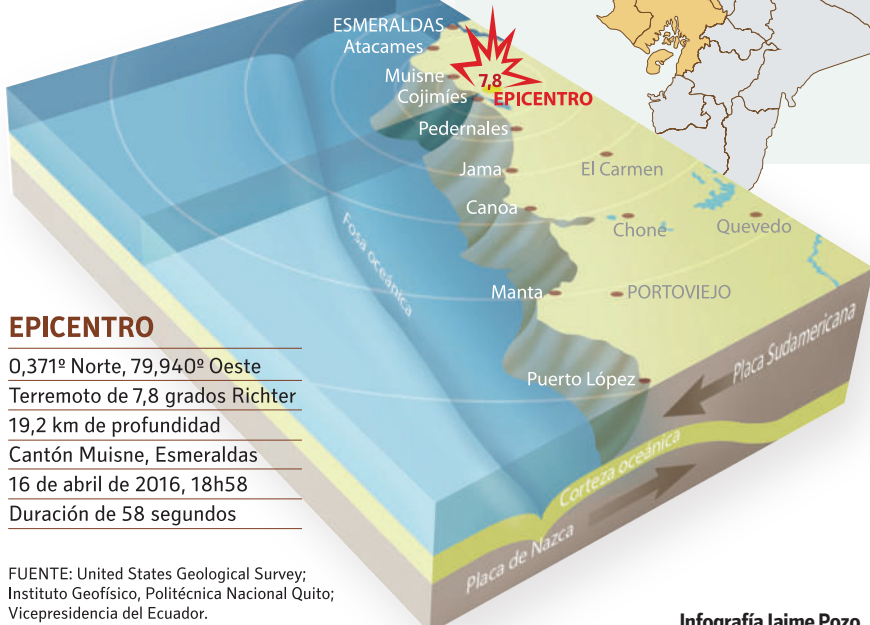 ESMERALDAS
Atacames
Muisne
Cojimíes
7,8
EPICENTRO
Pedernales
Jama
El Carmen
Canoa
Chone
Quevedo
Fosa oceánica
Manta
PORTOVIEJO
Puerto López
Placa Sudamericana
Corteza oceánica
Placa de Nazca
EPICENTRO
0,371º Norte, 79,940º Oeste
Terremoto de 7,8 grados Richter
19,2 km de profundidad
Cantón Muisne, Esmeraldas
16 de abril de 2016, 18h58
Duración de 58 segundos
FUENTE: United States Geological Survey;
Instituto Geofísico, Politécnica Nacional Quito;
Vicepresidencia del Ecuador.
Infografía Jaime Pozo